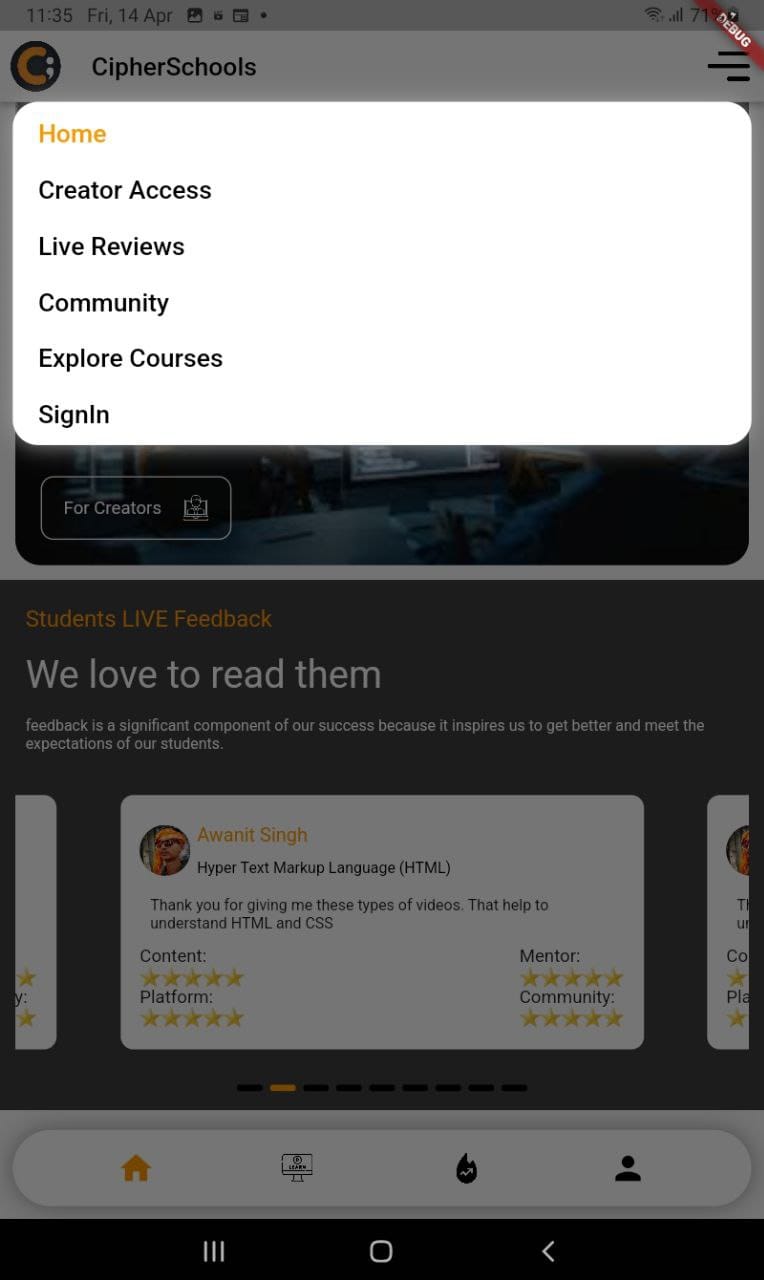 11:35 Fri, 14 Apr 71%
DEBUG
CipherSchools
Home
Creator Access
Live Reviews
Community
Explore Courses
SignIn
For Creators
Students LIVE Feedback
We love to read them
feedback is a significant component of our success because it inspires us to get better and meet the
expectations of our students.
Awanit Singh
Hyper Text Markup Language (HTML)
Thank you for giving me these types of videos. That help to
understand HTML and CSS
Content: Mentor:
Platform: Community:
y:
LEARN